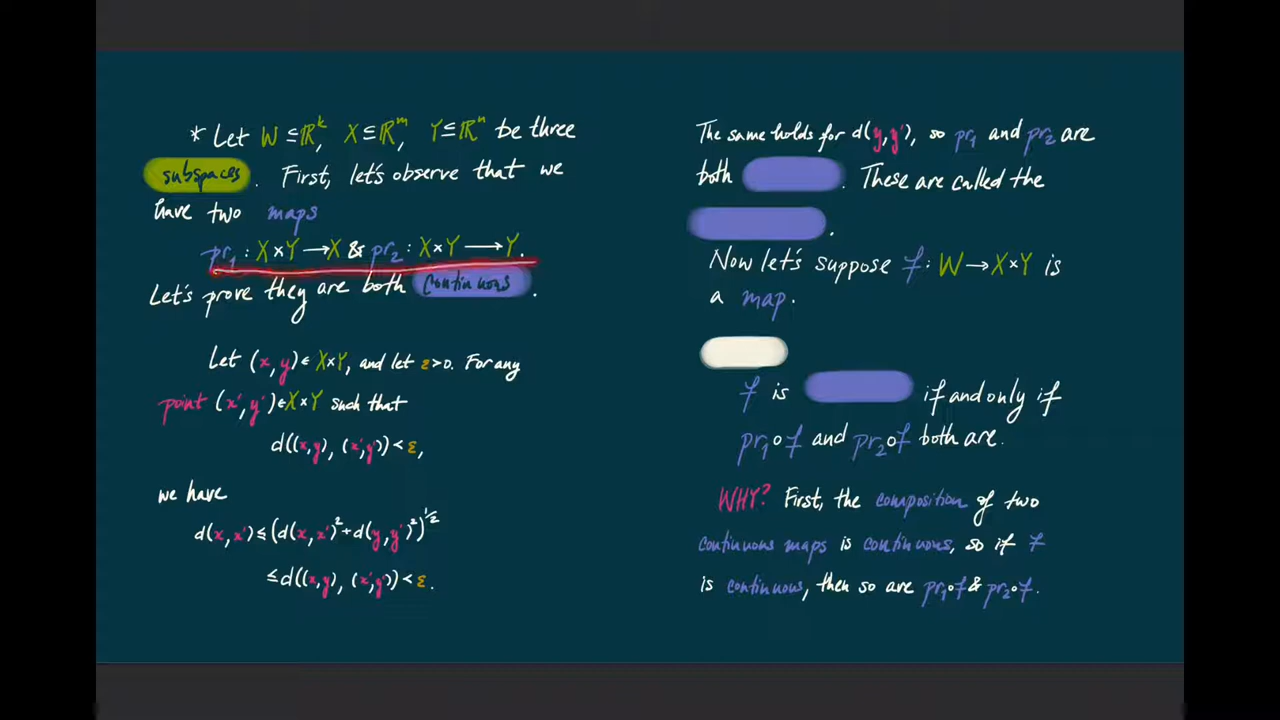 * Let W ⊆ ℝᵏ, X ⊆ ℝᵐ, Y ⊆ ℝⁿ be three
subspaces. First, let's observe that we
have two maps
pr₁ : X×Y → X & pr₂ : X×Y → Y.
Let's prove they are both continuous.
Let (x, y) ∈ X×Y, and let ε>0. For any
point (x', y') ∈ X×Y such that
d((x,y), (x',y')) < ε,
we have
d(x, x') ≤ (d(x, x')² + d(y, y')²)^1/2
≤ d((x,y), (x',y')) < ε.
The same holds for d(y, y'), so pr₁ and pr₂ are
both . These are called the
.
Now let's suppose f : W → X×Y is
a map.
f is if and only if
pr₁∘f and pr₂∘f both are.
WHY? First, the composition of two
continuous maps is continuous, so if f
is continuous, then so are pr₁∘f & pr₂∘f.